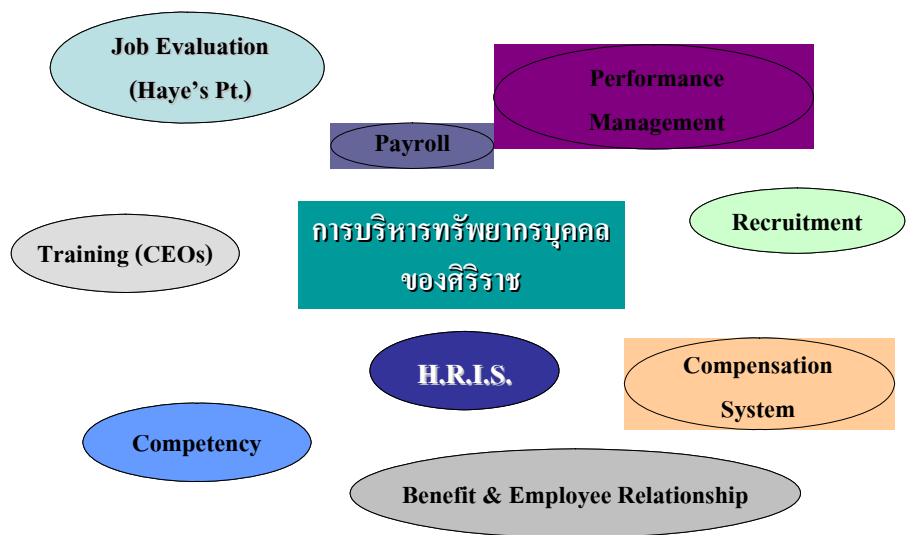 Job Evaluation
(Haye's Pt.)
Performance
Management
Payroll
Recruitment
การบริหารทรัพยากรบุคคล
ของศิริราช
Training (CEOs)
H.R.I.S.
Compensation
System
Competency
Benefit & Employee Relationship